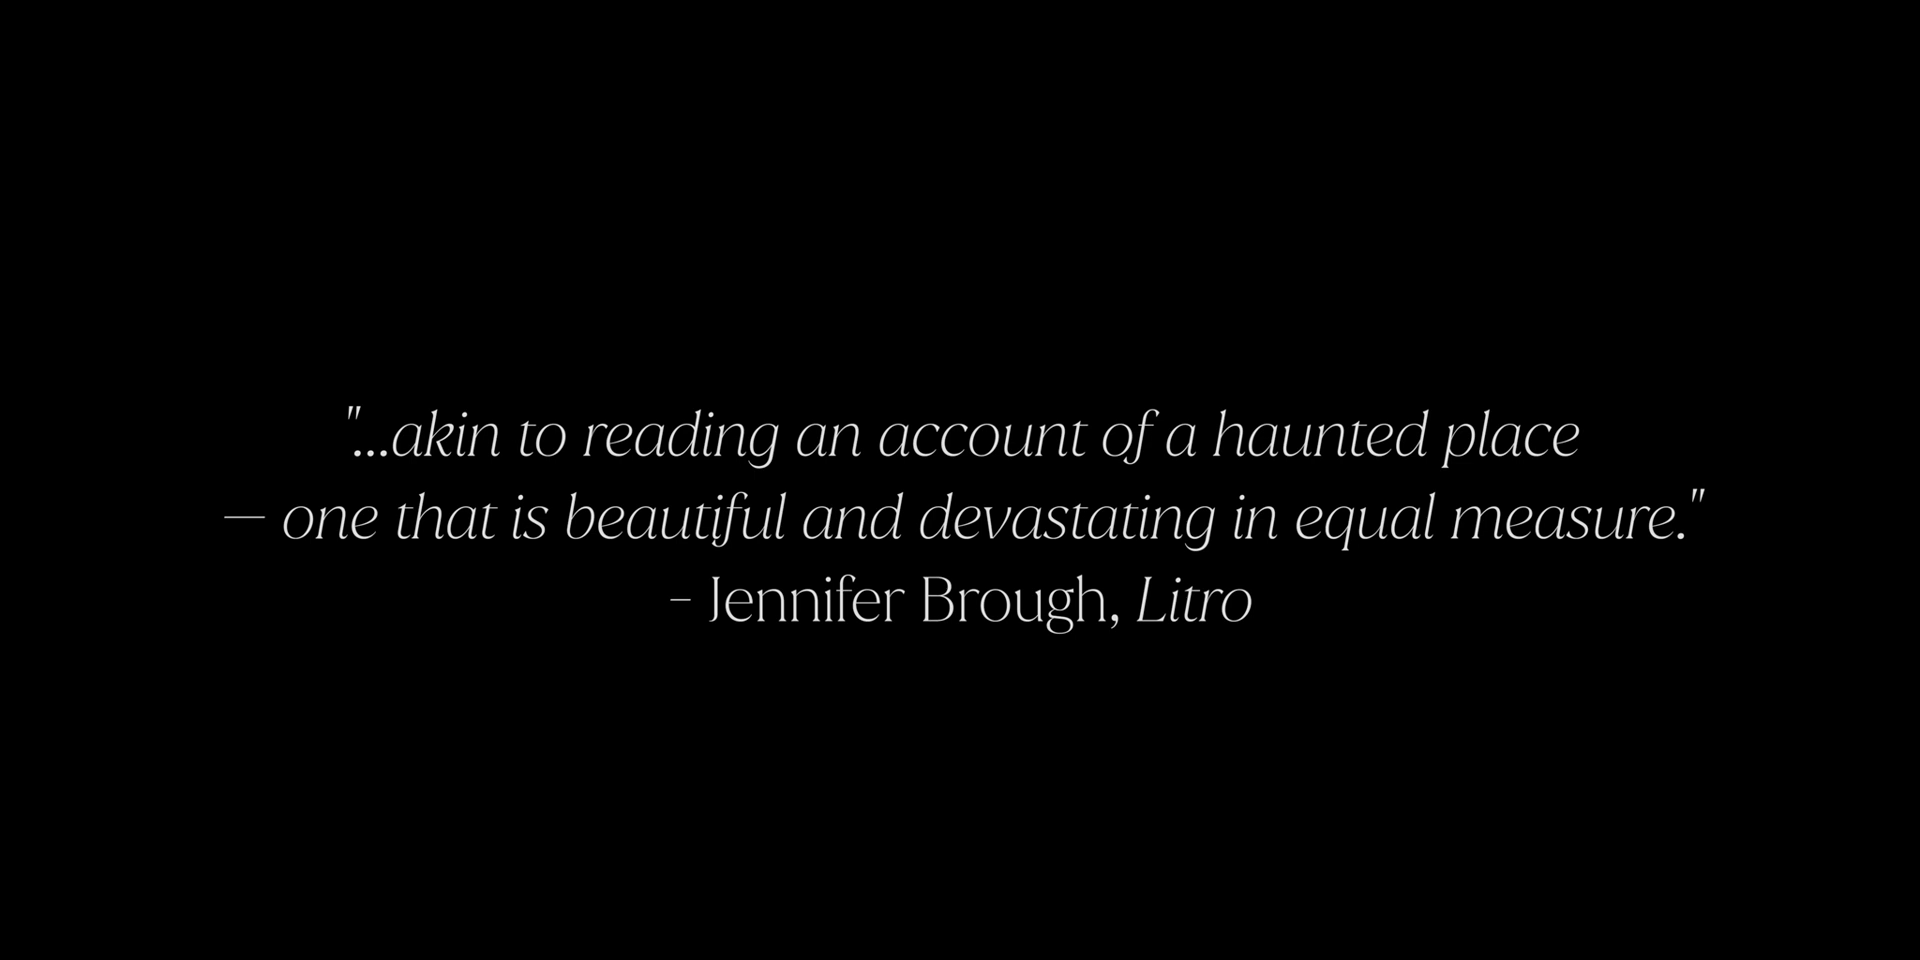 "...akin to reading an account of a haunted place
— one that is beautiful and devastating in equal measure."
– Jennifer Brough, Litro